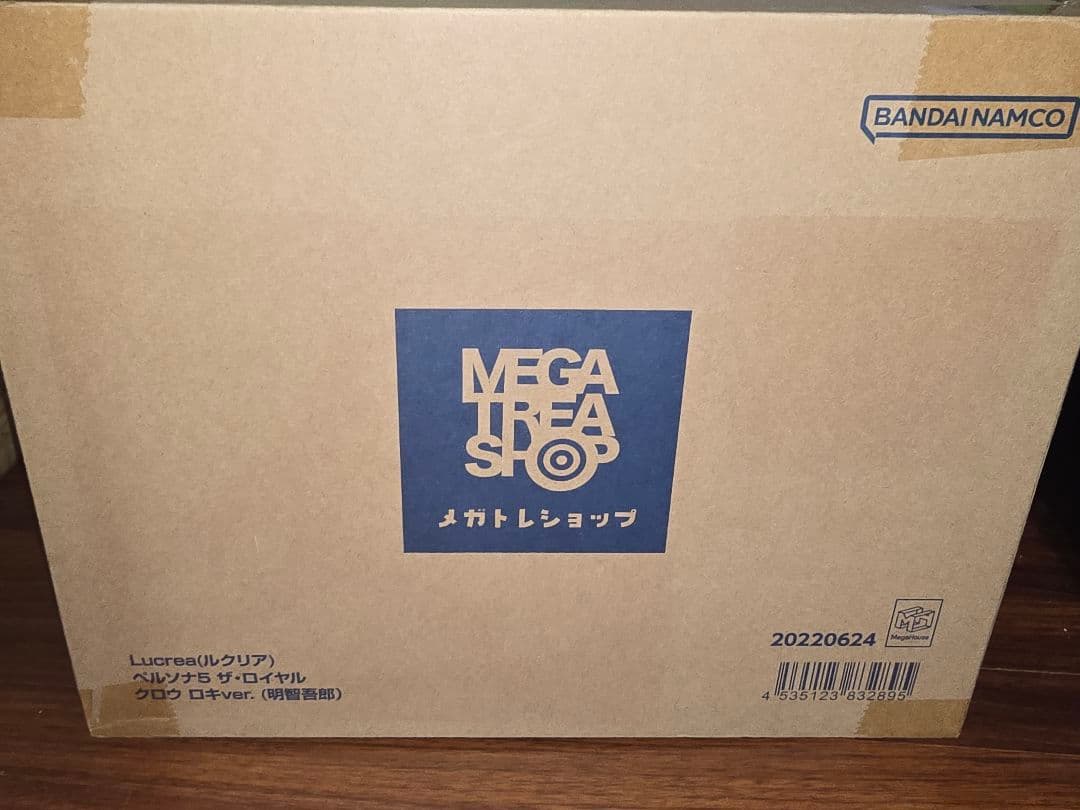 BANDAI NAMCO
MEGA
TREA
SHOP
メガトレショップ
20220624
MegaHouse
Lucrea(ルクリア)
ペルソナ5 ザ・ロイヤル
クロウ ロキver. (明智吾郎)
4 535123 832895